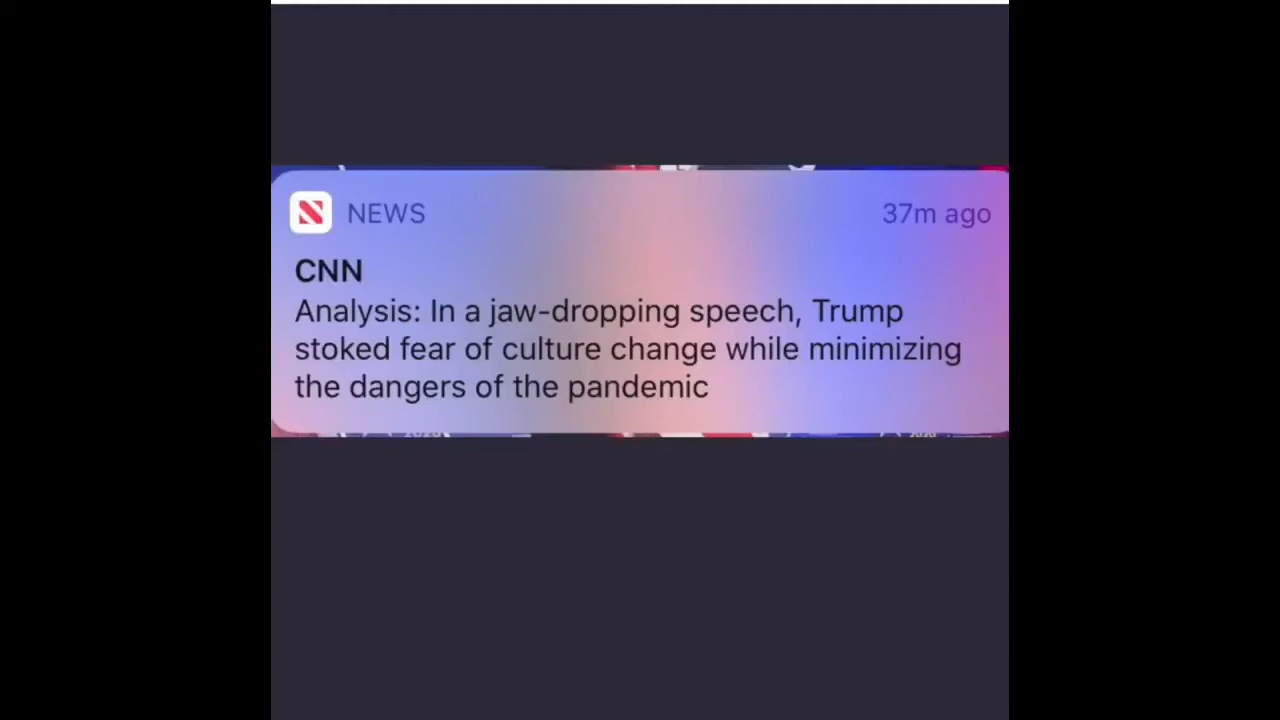 NEWS
37m ago
CNN
Analysis: In a jaw-dropping speech, Trump
stoked fear of culture change while minimizing
the dangers of the pandemic